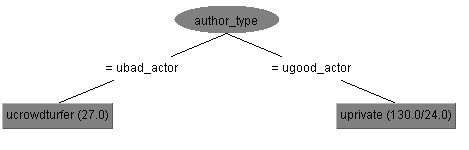 author_type
= ubad_actor
= ugood_actor
ucrowdturfer (27.0)
uprivate (130.0/24.0)